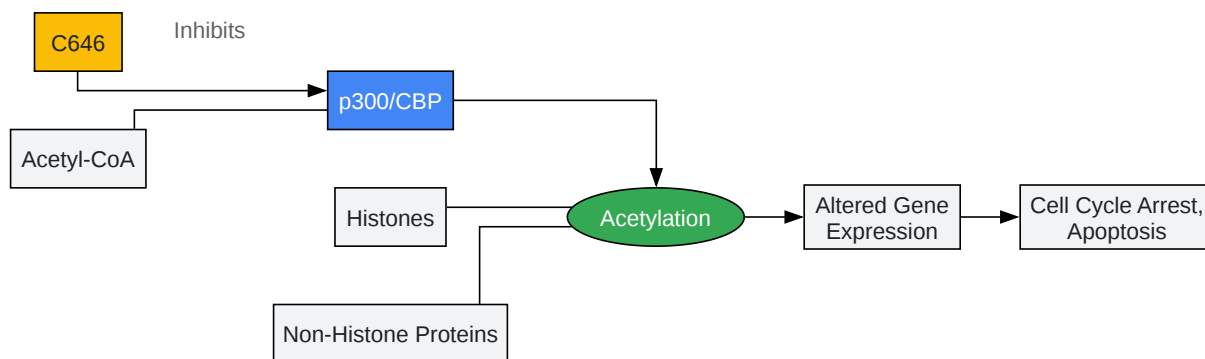 C646
Inhibits
p300/CBP
Acetyl-CoA
Histones
Acetylation
Altered Gene
Expression
Cell Cycle Arrest,
Apoptosis
Non-Histone Proteins